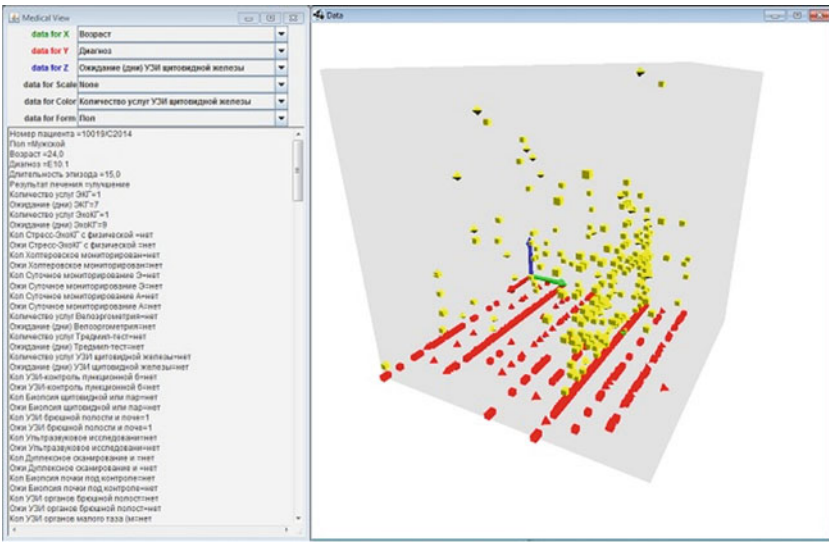 Medical View
data for X Возраст
data for Y Диагноз
data for Z Ожидание (дни) УЗИ щитовидной железы
data for Scale None
data for Color Количество услуг УЗИ щитовидной железы
data for Form Пол
Номер пациента =10019/C2014
Пол =Мужской
Возраст =24,0
Диагноз =E10.1
Длительность эпизода =15,0
Результат лечения =улучшение
Количество услуг ЭКГ=1
Ожидание (дни) ЭКГ=7
Количество услуг ЭхоКГ=1
Ожидание (дни) ЭхоКГ=9
Кол Стресс-ЭхоКГ с физической =нет
Ожи Стресс-ЭхоКГ с физической =нет
Кол Холтеровское мониторирован=нет
Ожи Холтеровское мониторирован=нет
Кол Суточное мониторирование Э=нет
Ожи Суточное мониторирование Э=нет
Кол Суточное мониторирование А=нет
Ожи Суточное мониторирование А=нет
Количество услуг Велоэргометрия=нет
Ожидание (дни) Велоэргометрия=нет
Количество услуг Тредмил-тест=нет
Ожидание (дни) Тредмил-тест=нет
Количество услуг УЗИ щитовидной железы=нет
Ожидание (дни) УЗИ щитовидной железы=нет
Кол УЗИ-контроль пункционной б=нет
Ожи УЗИ-контроль пункционной б=нет
Кол Биопсия щитовидной или пар=нет
Ожи Биопсия щитовидной или пар=нет
Кол УЗИ брюшной полости и поче=1
Ожи УЗИ брюшной полости и поче=1
Кол Ультразвуковое исследовани=нет
Ожи Ультразвуковое исследовани=нет
Кол Дуплексное сканирование и =нет
Ожи Дуплексное сканирование и =нет
Кол Биопсия почки под контроле=нет
Ожи Биопсия почки под контроле=нет
Кол УЗИ органов брюшной полост=нет
Ожи УЗИ органов брюшной полост=нет
Кол УЗИ органов малого таза (м=нет
Data